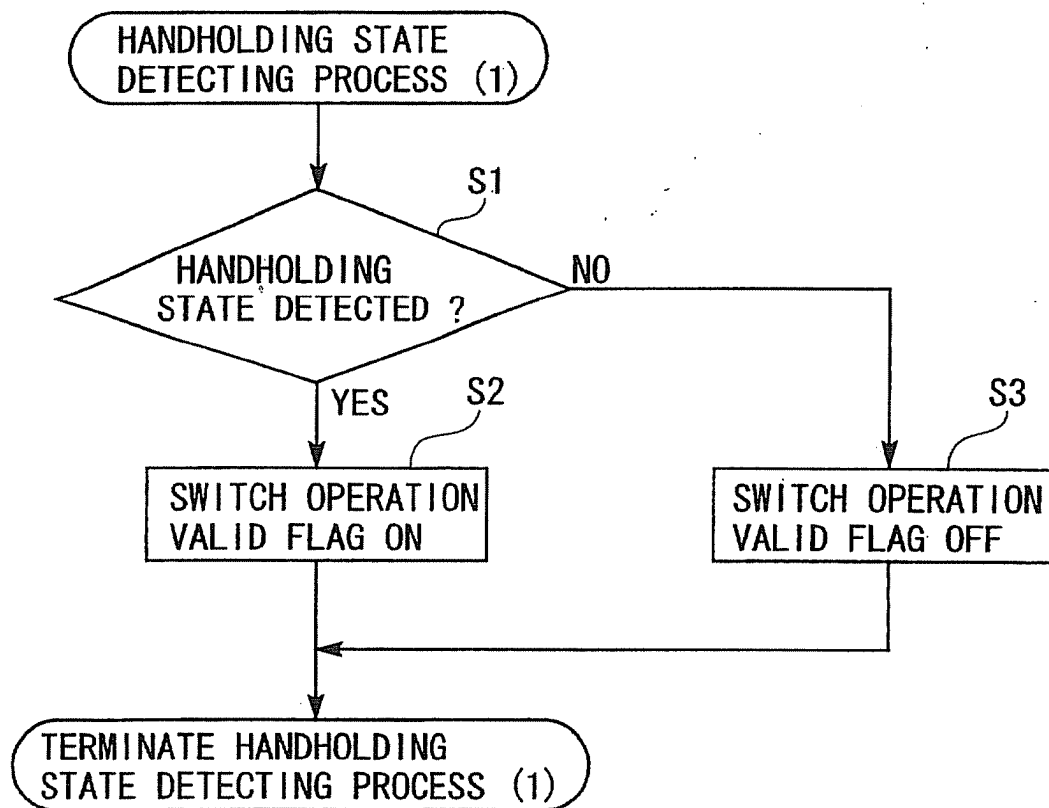 HANDHOLDING STATE
DETECTING PROCESS (1)
S1
HANDHOLDING
STATE DETECTED ?
NO
YES
S2
S3
SWITCH OPERATION
VALID FLAG ON
SWITCH OPERATION
VALID FLAG OFF
TERMINATE HANDHOLDING
STATE DETECTING PROCESS (1)